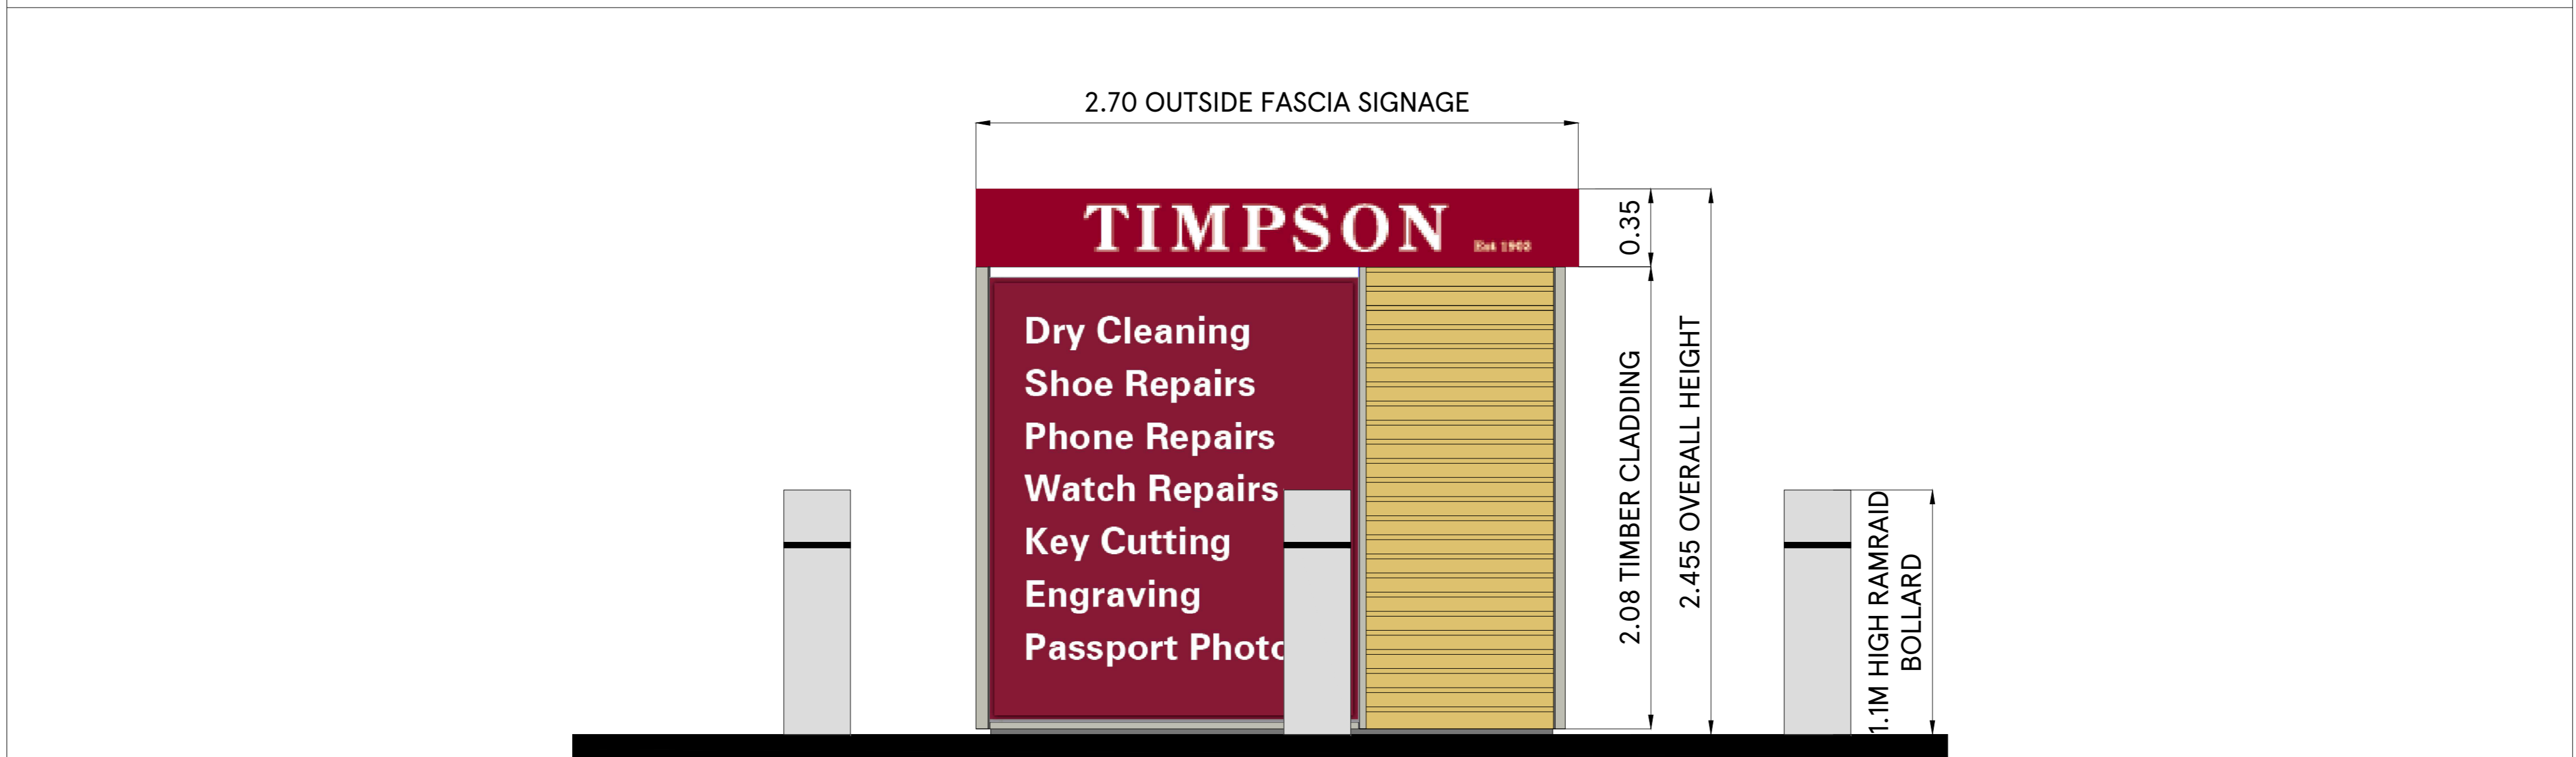 2.70 OUTSIDE FASCIA SIGNAGE
TIMPSON
Est 1903
0.35
Dry Cleaning
Shoe Repairs
Phone Repairs
Watch Repairs
Key Cutting
Engraving
Passport Photo
2.08 TIMBER CLADDING
2.455 OVERALL HEIGHT
1.1M HIGH RAMRAID
BOLLARD